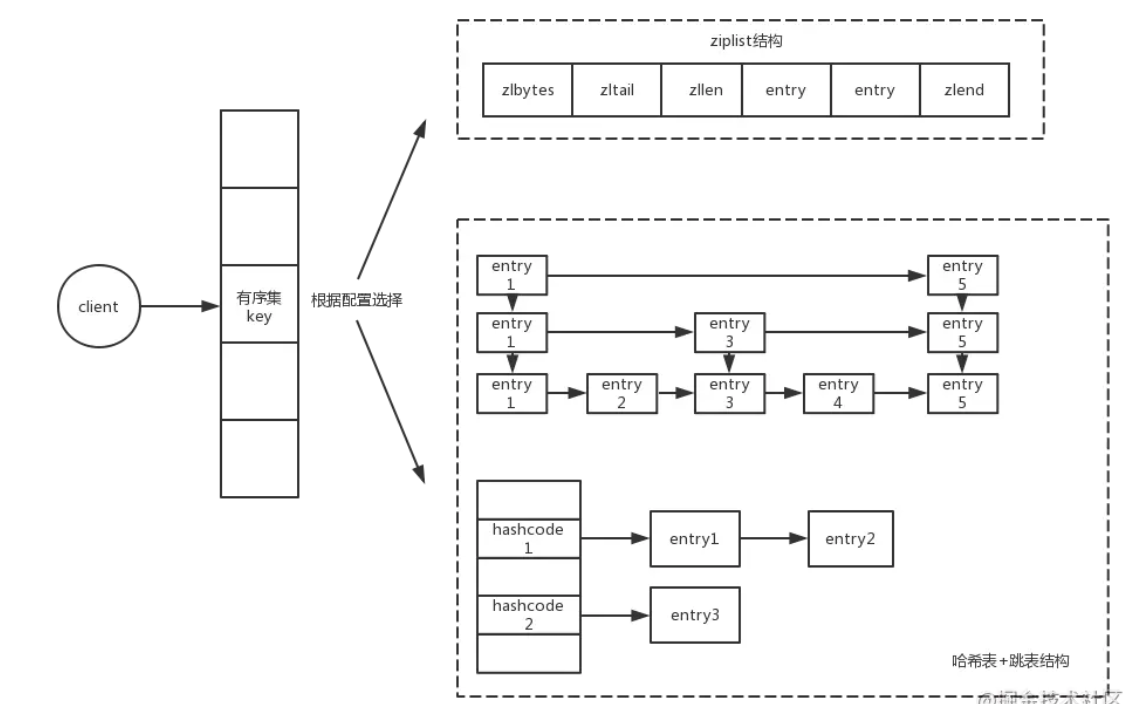 ziplist结构
zlbytes zltail zllen entry entry zlend
client
有序集
key
根据配置选择
entry
1
entry
5
entry
1
entry
3
entry
5
entry
1
entry
2
entry
3
entry
4
entry
5
hashcode
1
entry1
entry2
hashcode
2
entry3
哈希表+跳表结构
@掘金技术社区